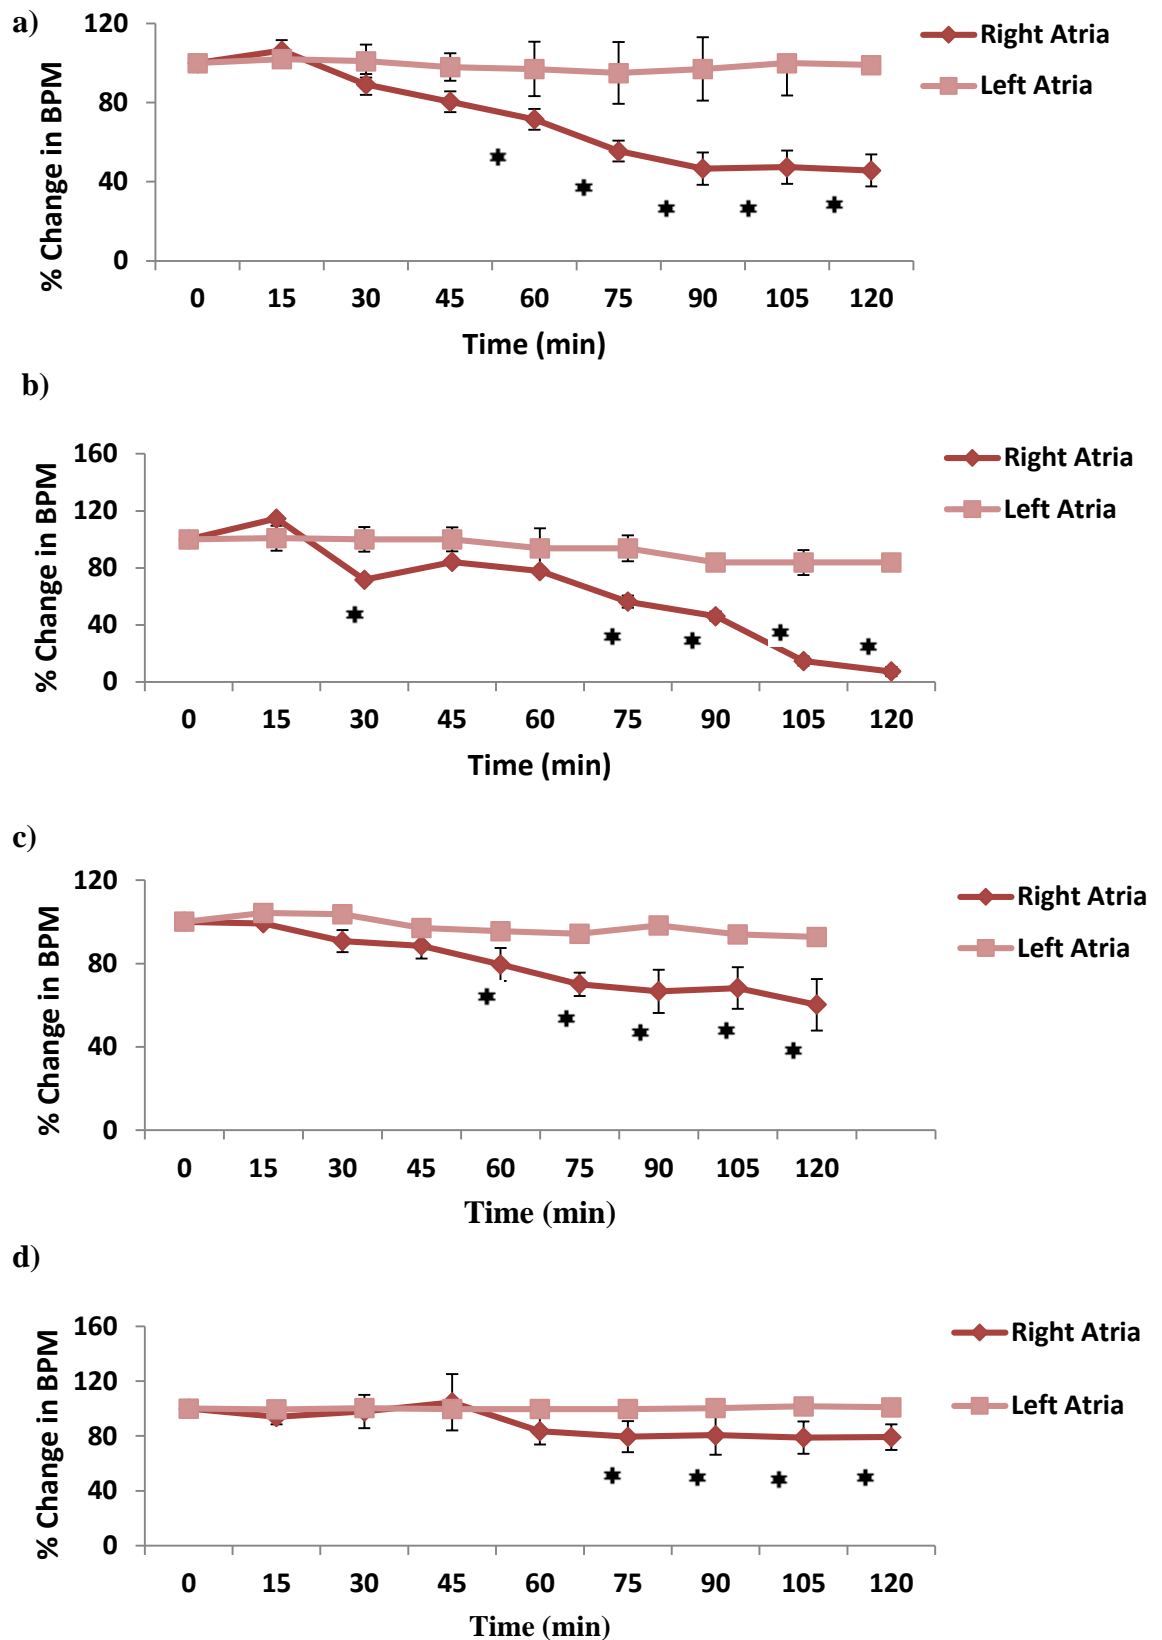 a)
Right Atria
Left Atria
% Change in BPM
120
80
40
0
0 15 30 45 60 75 90 105 120
Time (min)
b)
Right Atria
Left Atria
% Change in BPM
160
120
80
40
0
0 15 30 45 60 75 90 105 120
Time (min)
c)
Right Atria
Left Atria
% Change in BPM
120
80
40
0
0 15 30 45 60 75 90 105 120
Time (min)
d)
Right Atria
Left Atria
% Change in BPM
160
120
80
40
0
0 15 30 45 60 75 90 105 120
Time (min)